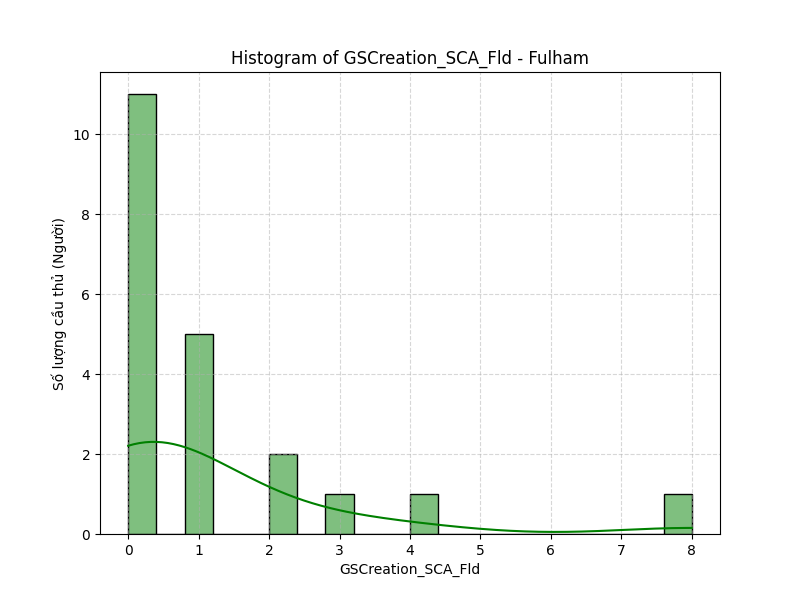 Histogram of GSCreation_SCA_Fld - Fulham
Số lượng cầu thủ (Người)
10
8
6
4
2
0
0 1 2 3 4 5 6 7 8
GSCreation_SCA_Fld